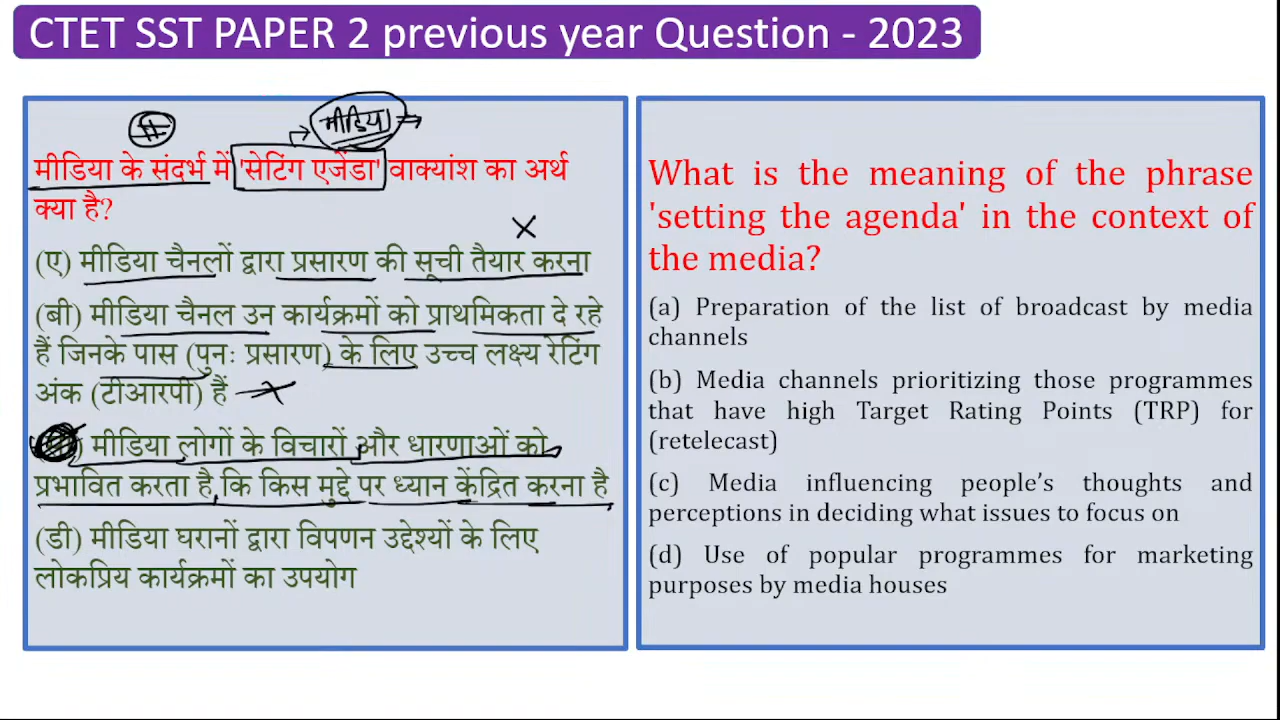 CTET SST PAPER 2 previous year Question - 2023
मीडिया
मीडिया के संदर्भ में 'सेटिंग एजेंडा' वाक्यांश का अर्थ
क्या है?
(ए) मीडिया चैनलों द्वारा प्रसारण की सूची तैयार करना
(बी) मीडिया चैनल उन कार्यक्रमों को प्राथमिकता दे रहे
हैं जिनके पास (पुनः प्रसारण) के लिए उच्च लक्ष्य रेटिंग
अंक (टीआरपी) हैं
) मीडिया लोगों के विचारों और धारणाओं को
प्रभावित करता है, कि किस मुद्दे पर ध्यान केंद्रित करना है
(डी) मीडिया घरानों द्वारा विपणन उद्देश्यों के लिए
लोकप्रिय कार्यक्रमों का उपयोग
What is the meaning of the phrase
'setting the agenda' in the context of
the media?
(a) Preparation of the list of broadcast by media
channels
(b) Media channels prioritizing those programmes
that have high Target Rating Points (TRP) for
(retelecast)
(c) Media influencing people’s thoughts and
perceptions in deciding what issues to focus on
(d) Use of popular programmes for marketing
purposes by media houses